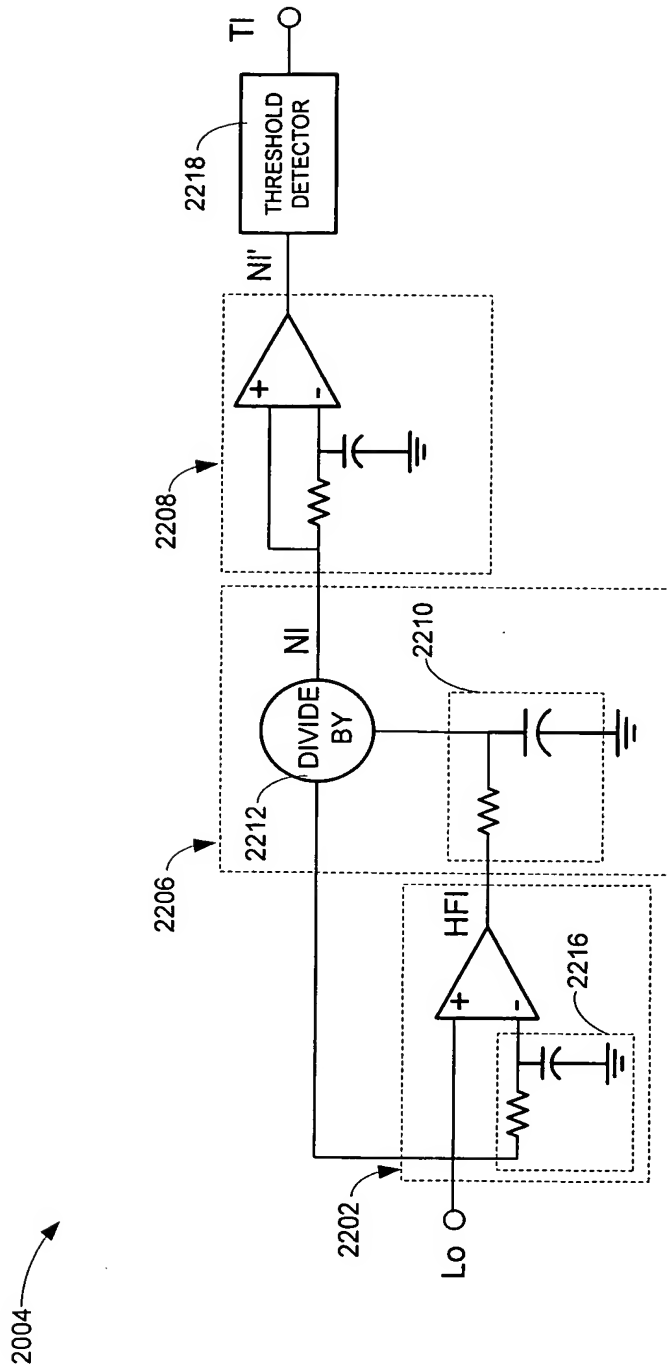 2004
Lo
2202
2216
+
-
HFI
2206
2212
DIVIDE
BY
2210
NI
2208
+
-
NI'
2218
THRESHOLD
DETECTOR
TI